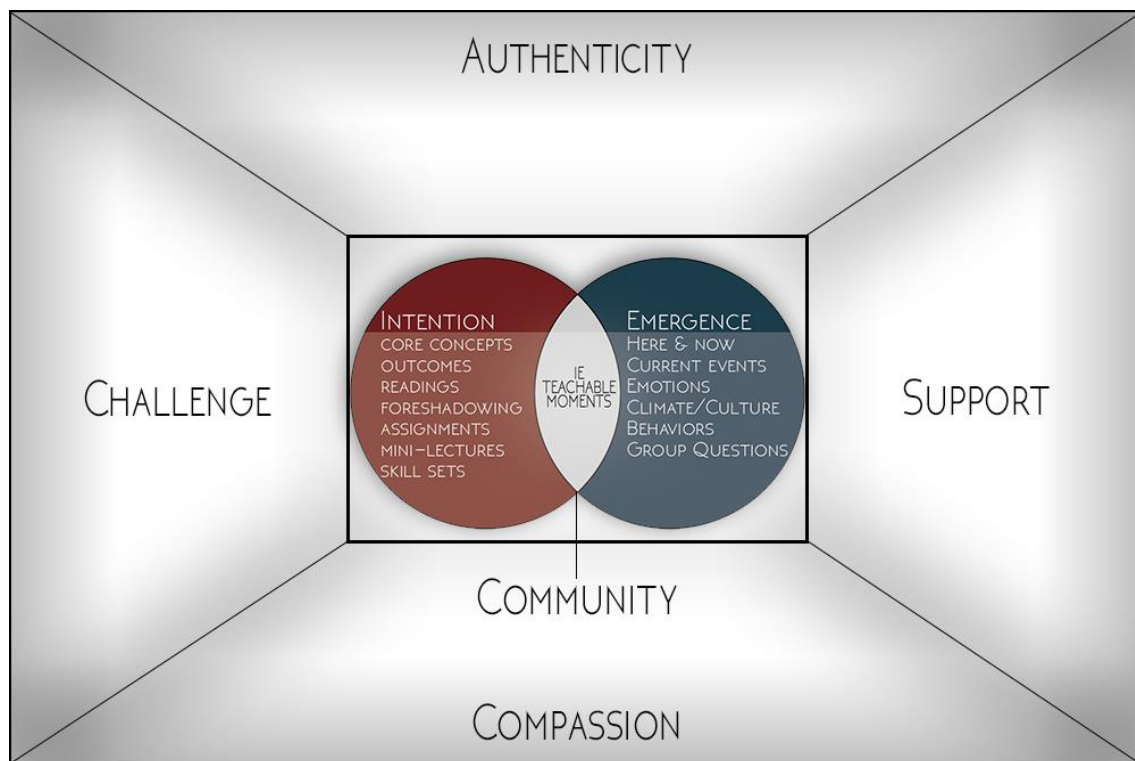 AUTHENTICITY
CHALLENGE
INTENTION
CORE CONCEPTS
OUTCOMES
READINGS
FORESHADOWING
ASSIGNMENTS
MINI-LECTURES
SKILL SETS
IE
TEACHABLE
MOMENTS
EMERGENCE
HERE & NOW
CURRENT EVENTS
EMOTIONS
CLIMATE/CULTURE
BEHAVIORS
GROUP QUESTIONS
SUPPORT
COMMUNITY
COMPASSION